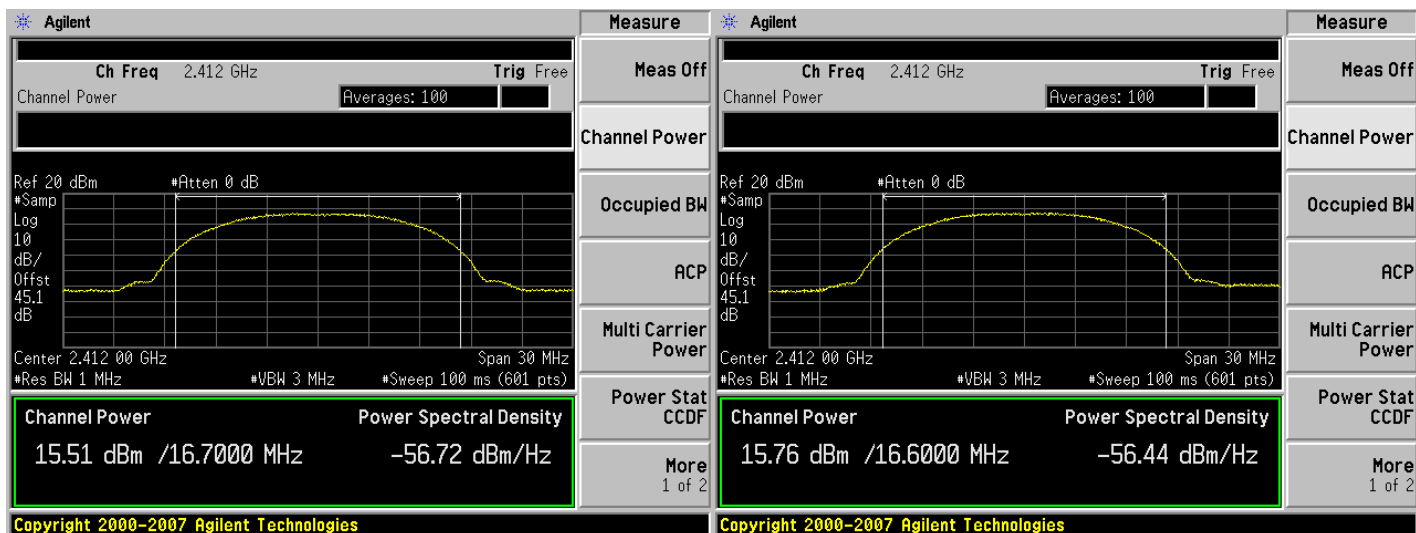 Agilent
Measure
Ch Freq 2.412 GHz
Trig Free
Channel Power
Averages: 100
Ref 20 dBm
#Atten 0 dB
#Samp
Log
10
dB/
Offst
45.1
dB
Center 2.412 00 GHz
Span 30 MHz
#Res BW 1 MHz
#VBW 3 MHz
#Sweep 100 ms (601 pts)
Channel Power
Power Spectral Density
15.51 dBm /16.7000 MHz
-56.72 dBm/Hz
Meas Off
Channel Power
Occupied BW
ACP
Multi Carrier
Power
Power Stat
CCDF
More
1 of 2
Copyright 2000-2007 Agilent Technologies
Agilent
Measure
Ch Freq 2.412 GHz
Trig Free
Channel Power
Averages: 100
Ref 20 dBm
#Atten 0 dB
#Samp
Log
10
dB/
Offst
45.1
dB
Center 2.412 00 GHz
Span 30 MHz
#Res BW 1 MHz
#VBW 3 MHz
#Sweep 100 ms (601 pts)
Channel Power
Power Spectral Density
15.76 dBm /16.6000 MHz
-56.44 dBm/Hz
Meas Off
Channel Power
Occupied BW
ACP
Multi Carrier
Power
Power Stat
CCDF
More
1 of 2
Copyright 2000-2007 Agilent Technologies